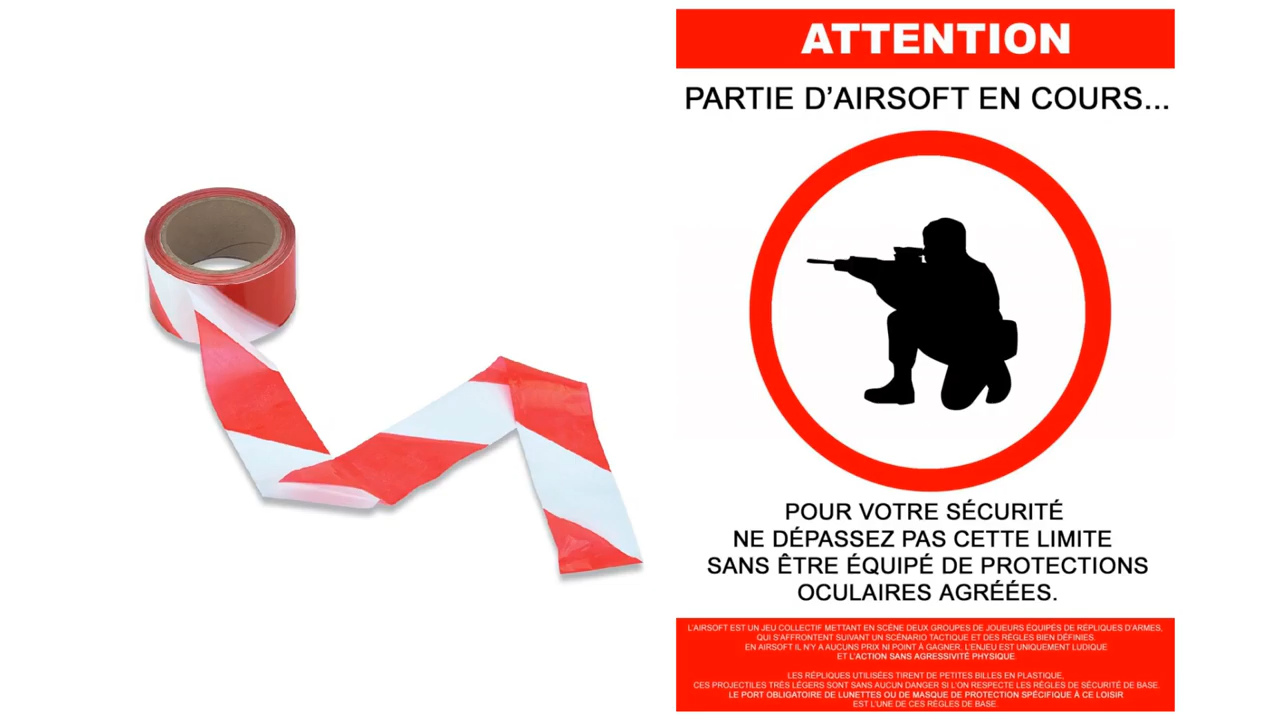 ATTENTION
PARTIE D’AIRSOFT EN COURS...
POUR VOTRE SÉCURITÉ
NE DÉPASSEZ PAS CETTE LIMITE
SANS ÊTRE ÉQUIPÉ DE PROTECTIONS
OCULAIRES AGRÉÉES.
L'AIRSOFT EST UN JEU COLLECTIF METTANT EN SCÈNE DEUX GROUPES DE JOUEURS ÉQUIPÉS DE RÉPLIQUES D'ARMES,
QUI S'AFFRONTENT SUIVANT UN SCÉNARIO TACTIQUE ET DES RÈGLES BIEN DÉFINIES.
EN AIRSOFT IL N'Y A AUCUNS PRIX NI POINT À GAGNER, L'ENJEU EST UNIQUEMENT LUDIQUE
ET L'ACTION SANS AGRESSIVITÉ PHYSIQUE.
LES RÉPLIQUES UTILISÉES TIRENT DE PETITES BILLES EN PLASTIQUE,
CES PROJECTILES TRÈS LÉGERS SONT SANS AUCUN DANGER SI L'ON RESPECTE LES RÈGLES DE SÉCURITÉ DE BASE.
LE PORT OBLIGATOIRE DE LUNETTES OU DE MASQUE DE PROTECTION SPÉCIFIQUE À CE LOISIR
EST L'UNE DE CES RÈGLES DE BASE.